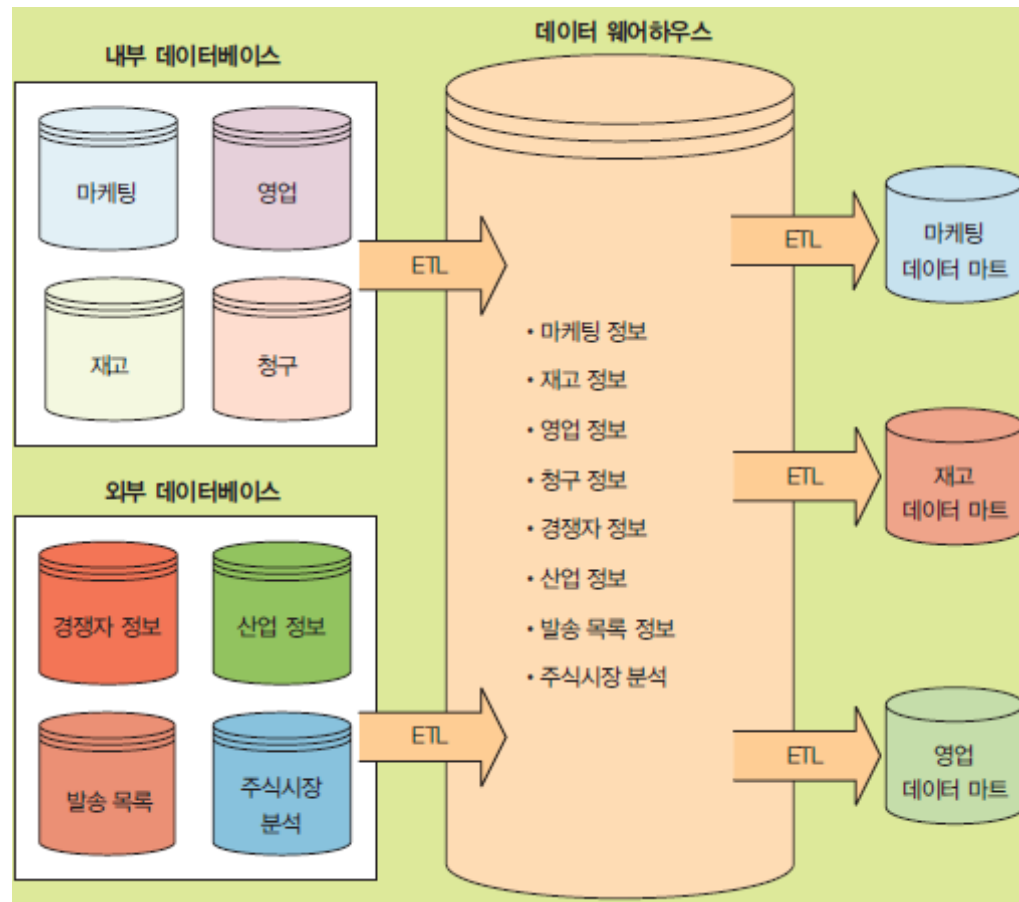 내부 데이터베이스
마케팅
영업
재고
청구
ETL
외부 데이터베이스
경쟁자 정보
산업 정보
발송 목록
주식시장
분석
ETL
데이터 웨어하우스
• 마케팅 정보
• 재고 정보
• 영업 정보
• 청구 정보
• 경쟁자 정보
• 산업 정보
• 발송 목록 정보
• 주식시장 분석
ETL
마케팅
데이터 마트
ETL
재고
데이터 마트
ETL
영업
데이터 마트